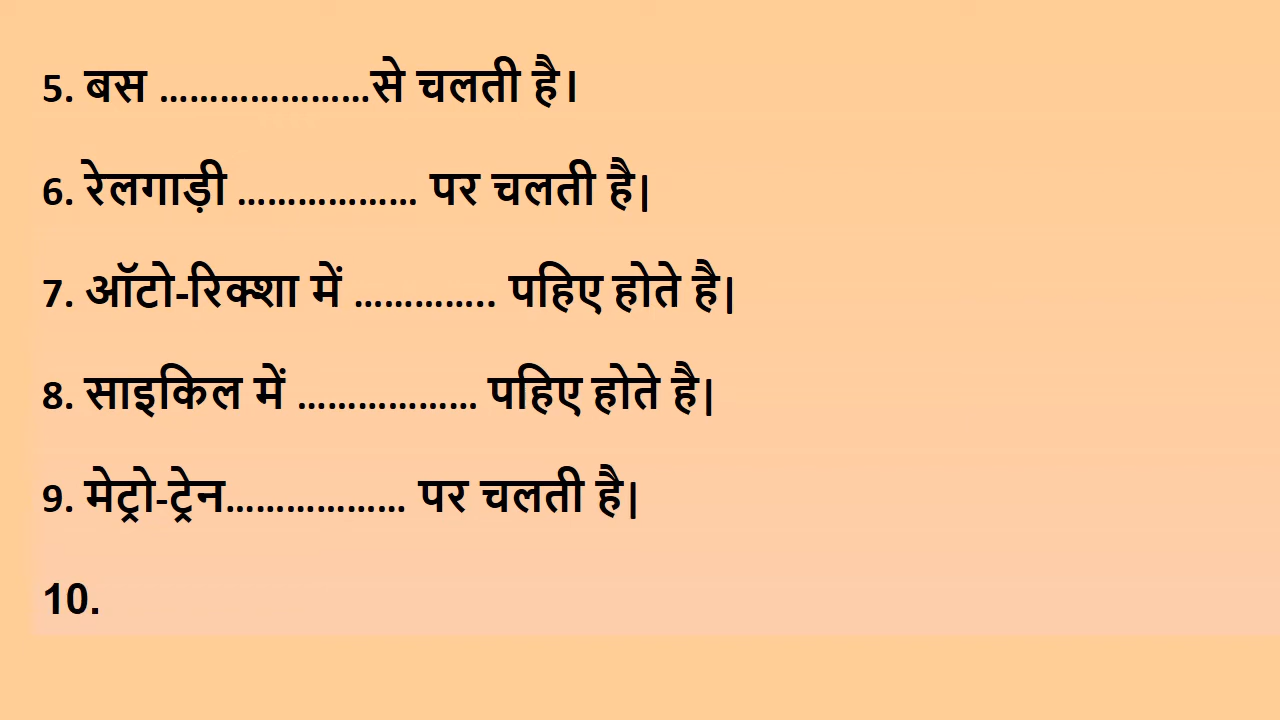 5. बस …………………से चलती है।
6. रेलगाड़ी ……………… पर चलती है|
7. ऑटो-रिक्शा में ………….. पहिए होते है|
8. साइकिल में ……………… पहिए होते है|
9. मेट्रो-ट्रेन……………… पर चलती है|
10.